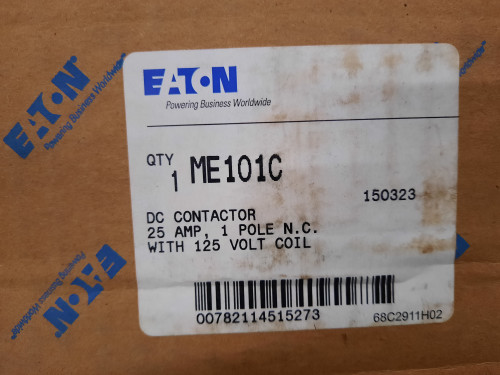 EATON
Powering Business Worldwide
EATON
Powering Business Worldwide
QTY
1 ME101C
150323
DC CONTACTOR
25 AMP, 1 POLE N.C.
WITH 125 VOLT COIL
00782114515273
68C2911H02
EATON
Powering Business
Worldwide